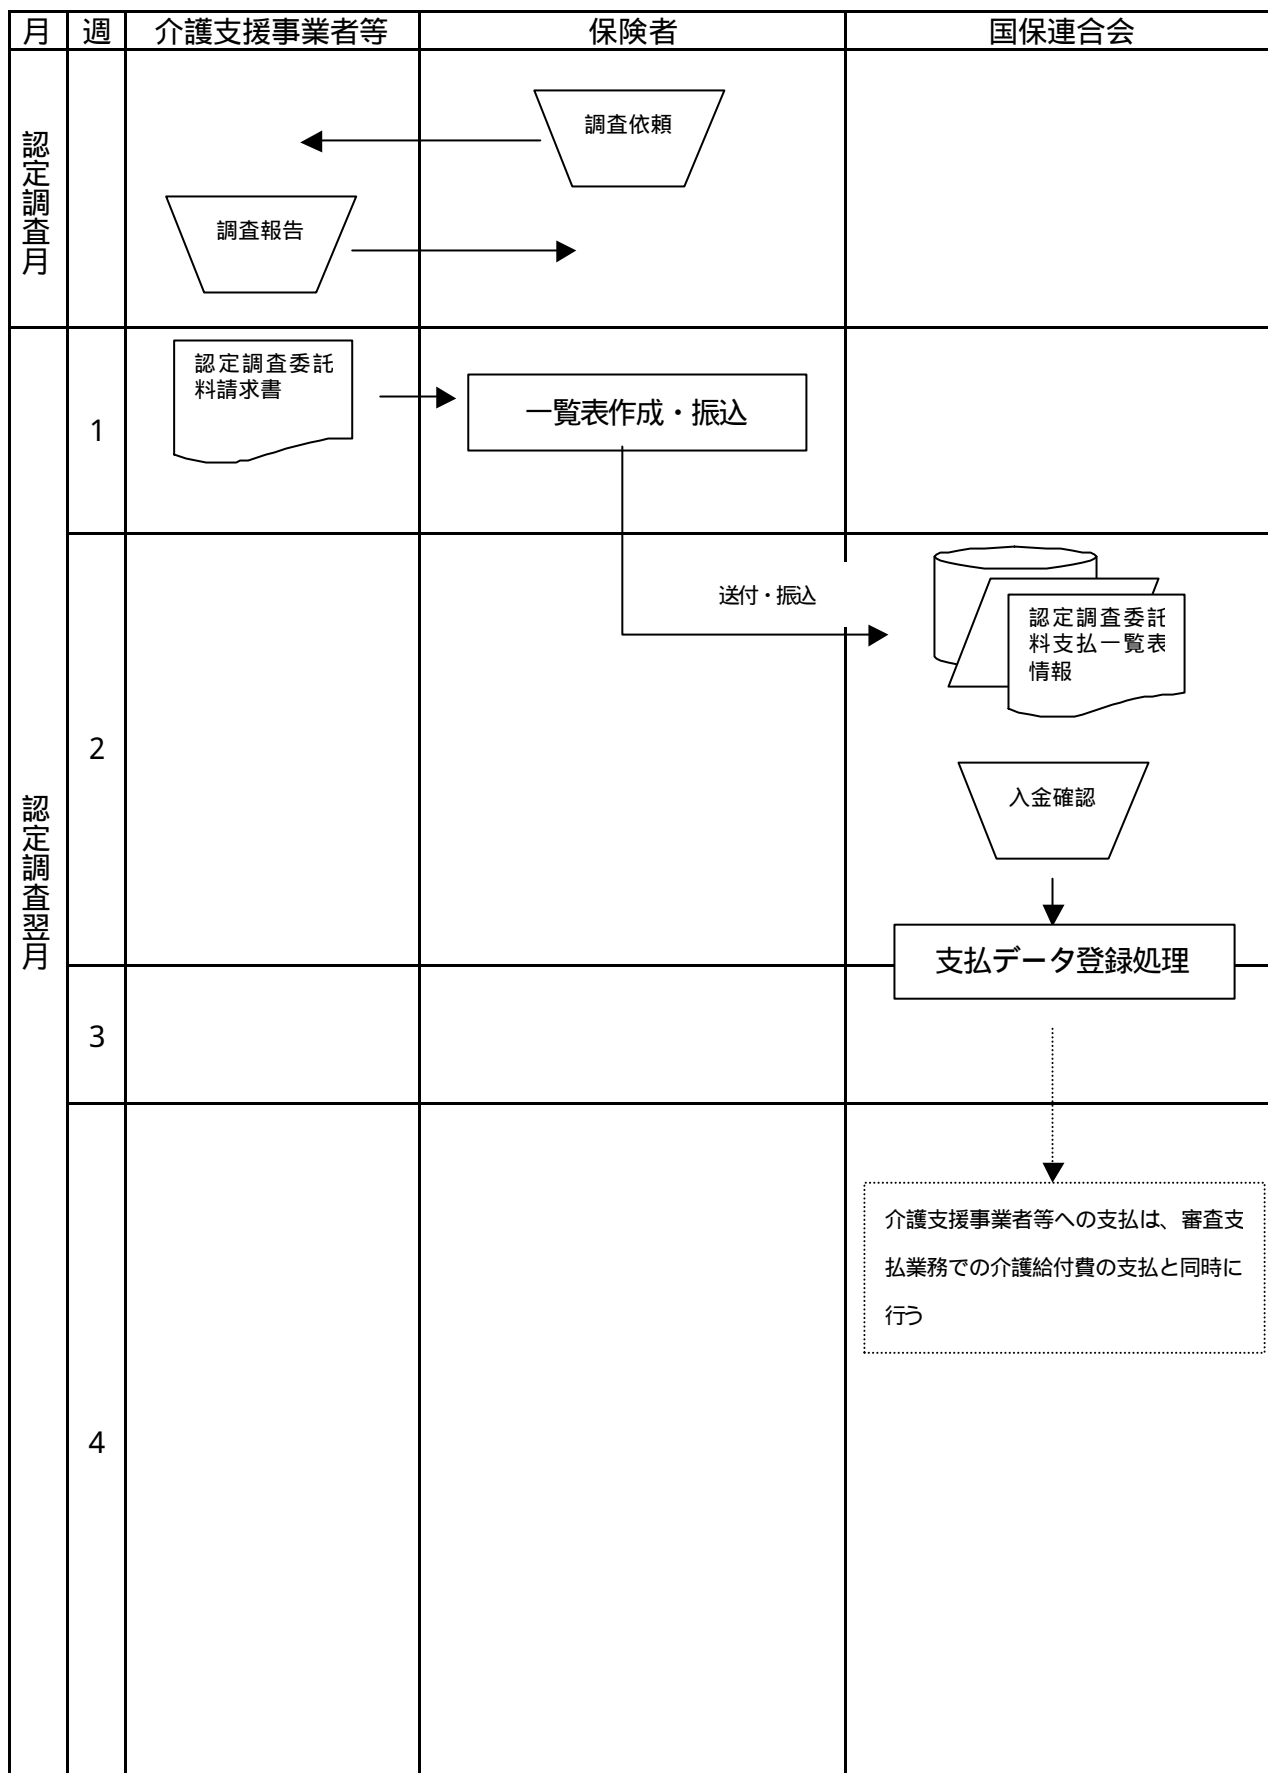 月 週 介護支援事業者等 保険者 国保連合会
認定調査月
調査依頼
調査報告
認定調査翌月
1
認定調査委託
料請求書
一覧表作成・振込
2
送付・振込
認定調査委託
料支払一覧表
情報
入金確認
支払データ登録処理
3
4
介護支援事業者等への支払は、審査支
払業務での介護給付費の支払と同時に
行う